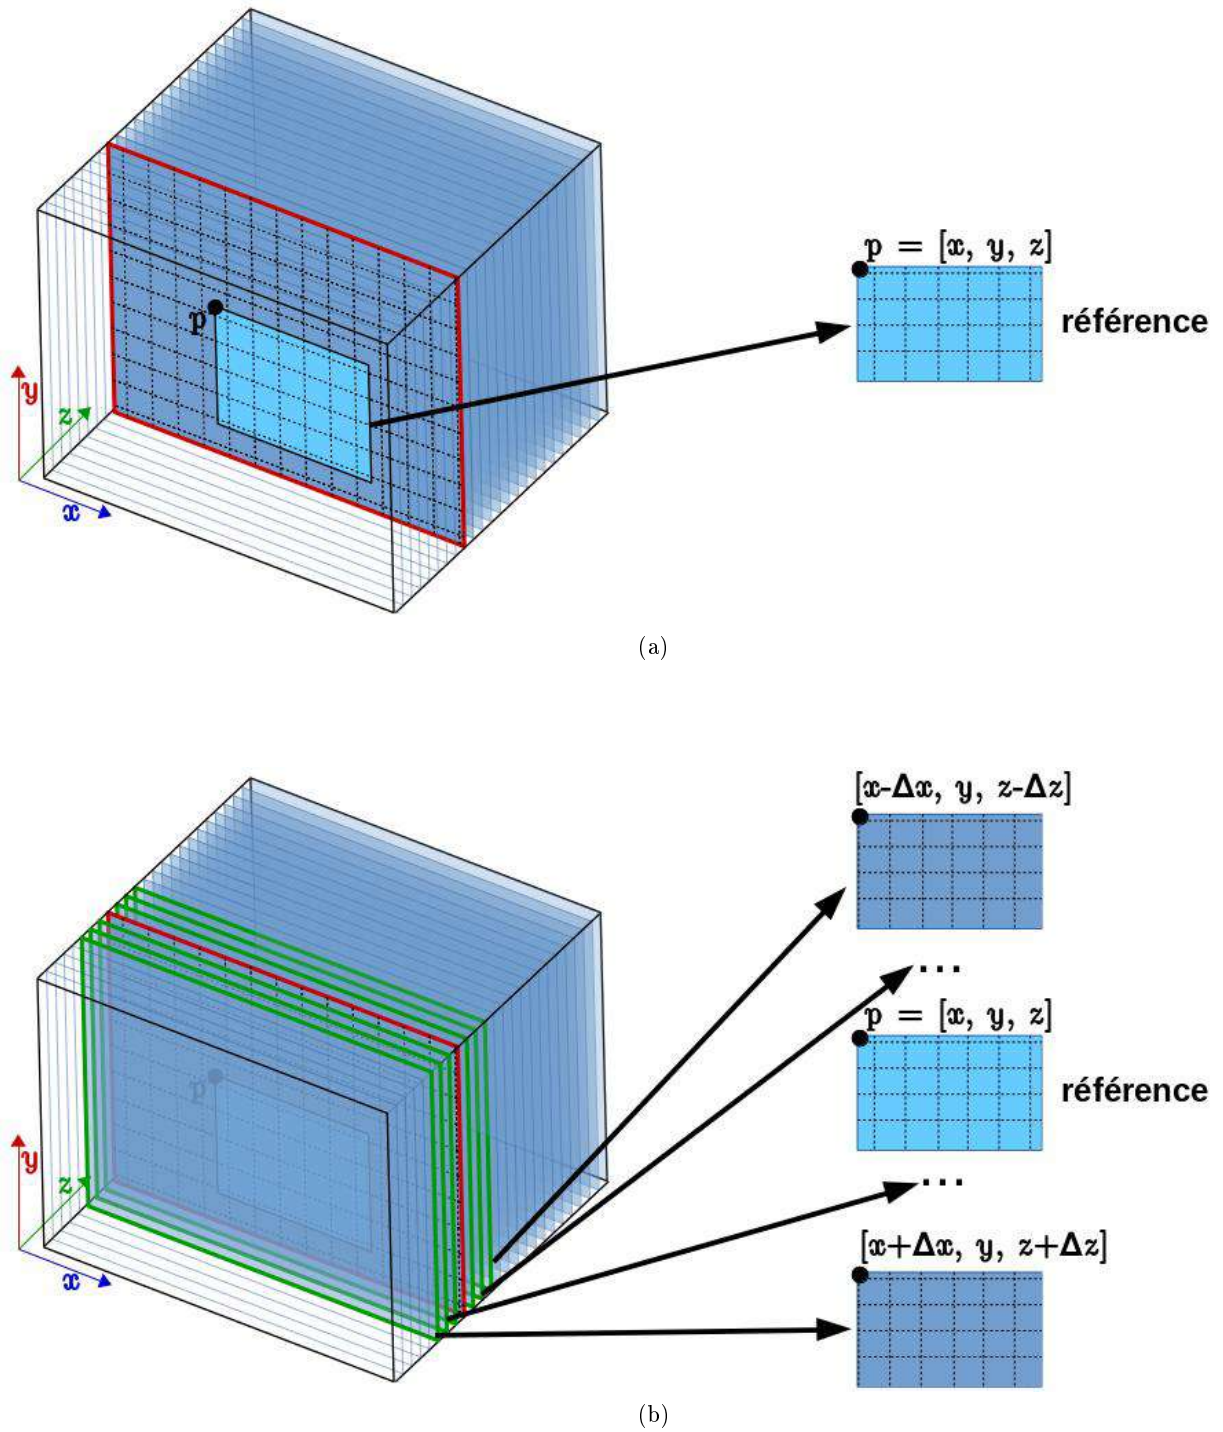 p = [x, y, z]
référence
p
y
z
x
(a)
[x-Δx, y, z-Δz]
...
p = [x, y, z]
référence
p
y
z
x
...
[x+Δx, y, z+Δz]
(b)